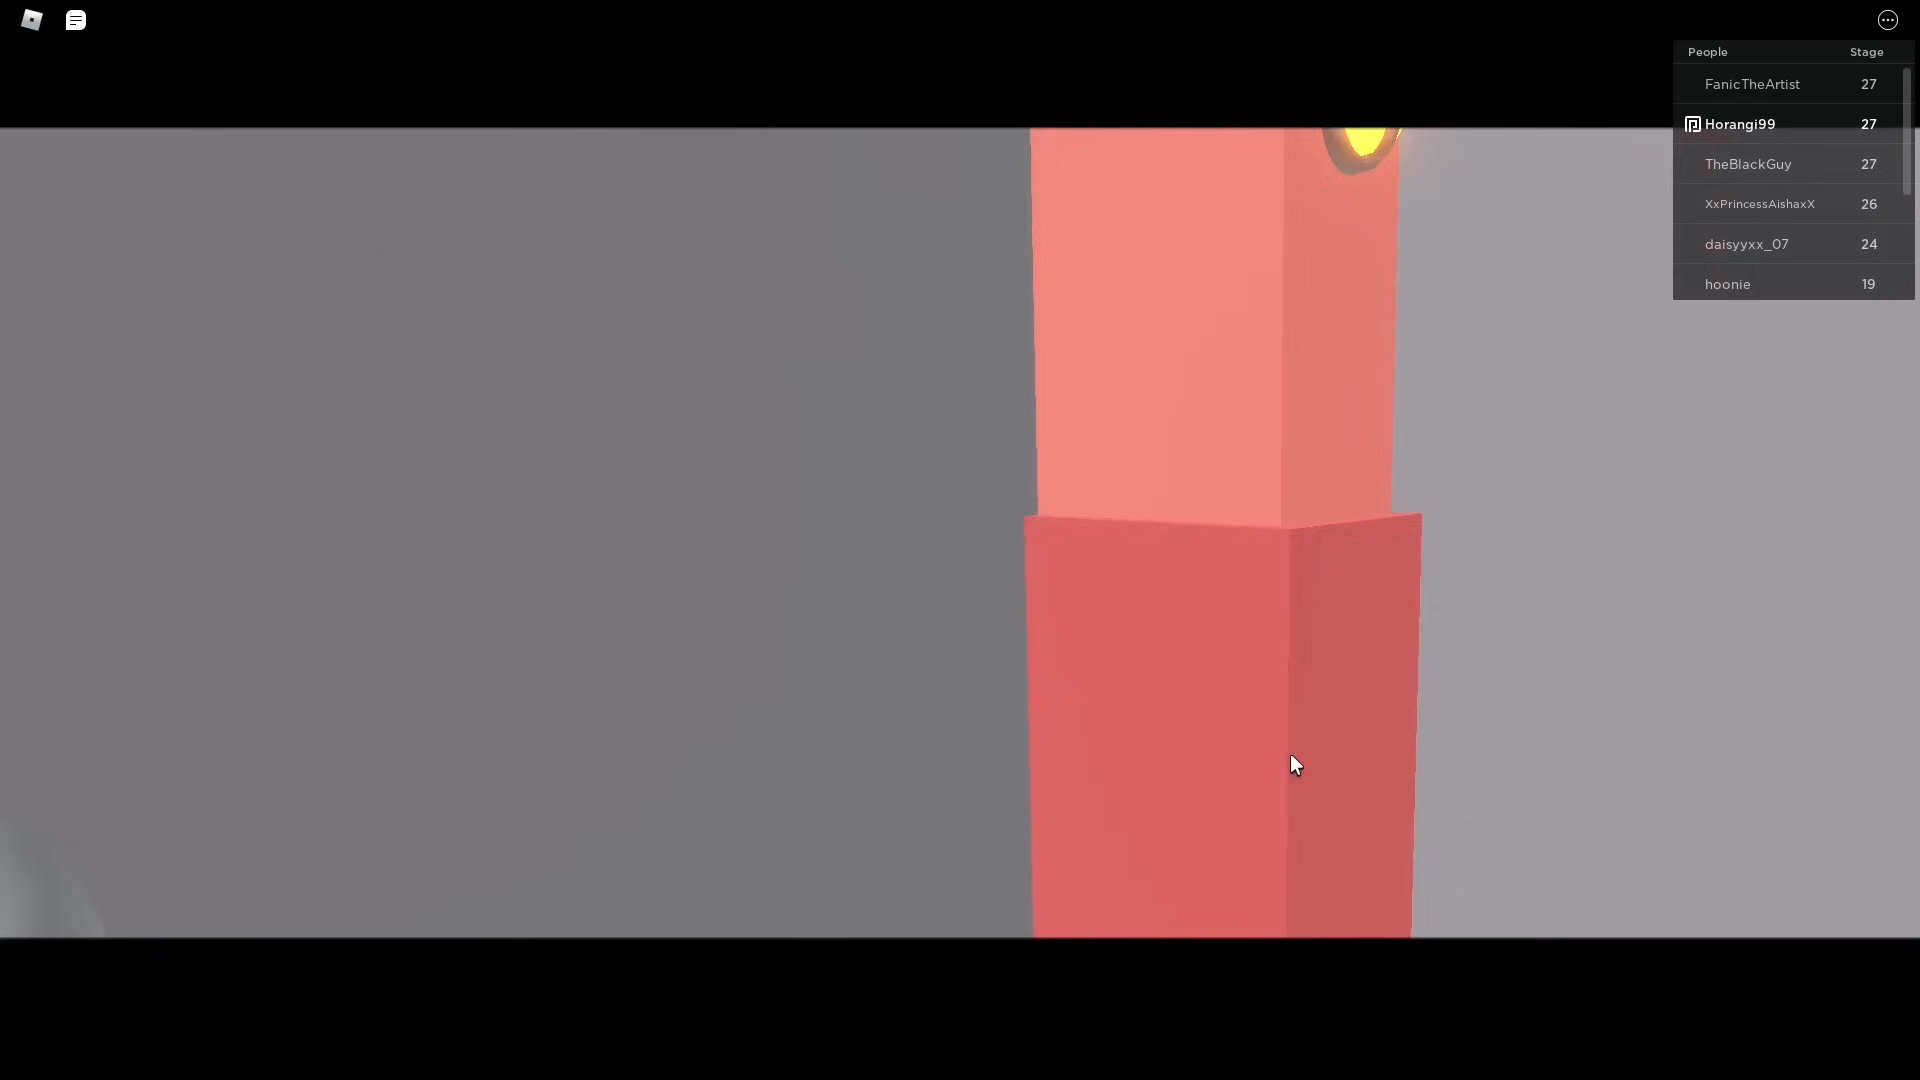 People Stage
FanicTheArtist 27
Horangi99 27
TheBlackGuy 27
XxPrincessAishaxX 26
daisyyxx_07 24
hoonie 19